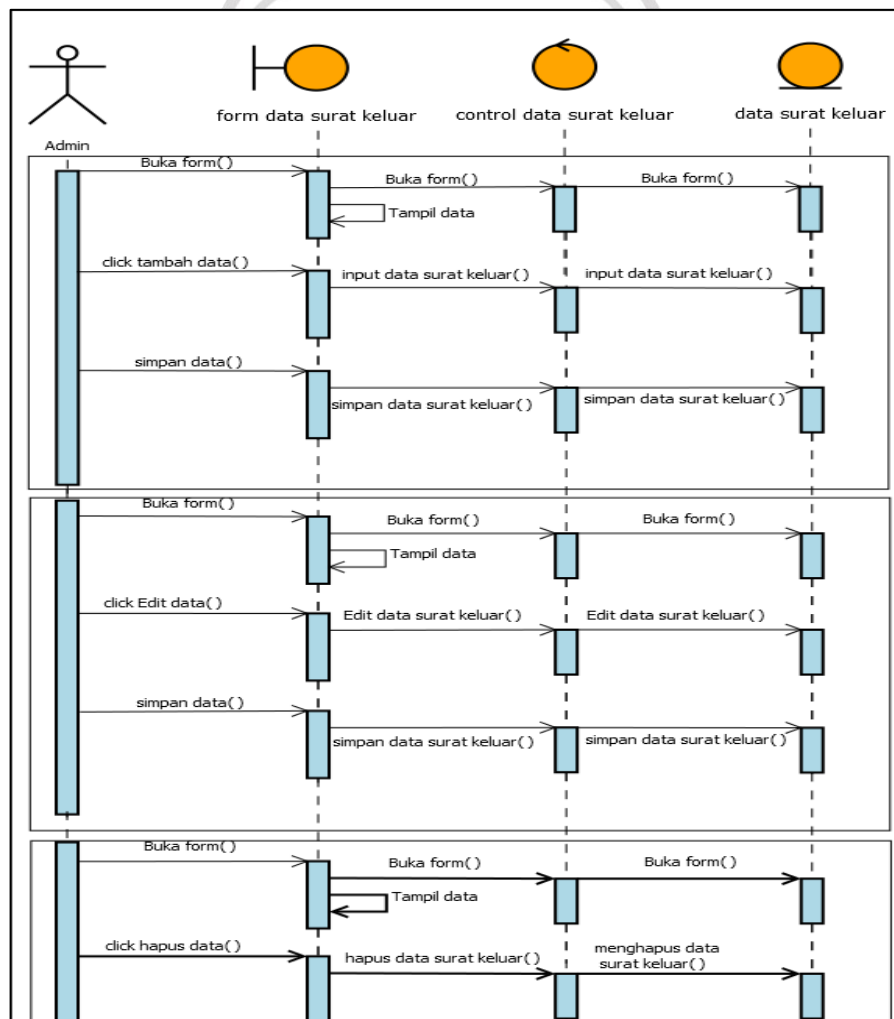 form data surat keluar
control data surat keluar
data surat keluar
Admin
Buka form( )
Buka form( )
Buka form( )
Tampil data
click tambah data( )
input data surat keluar( )
input data surat keluar( )
simpan data( )
simpan data surat keluar( )
simpan data surat keluar( )
Buka form( )
Buka form( )
Buka form( )
Tampil data
click Edit data( )
Edit data surat keluar( )
Edit data surat keluar( )
simpan data( )
simpan data surat keluar( )
simpan data surat keluar( )
Buka form( )
Buka form( )
Buka form( )
Tampil data
click hapus data( )
hapus data surat keluar( )
menghapus data
surat keluar( )